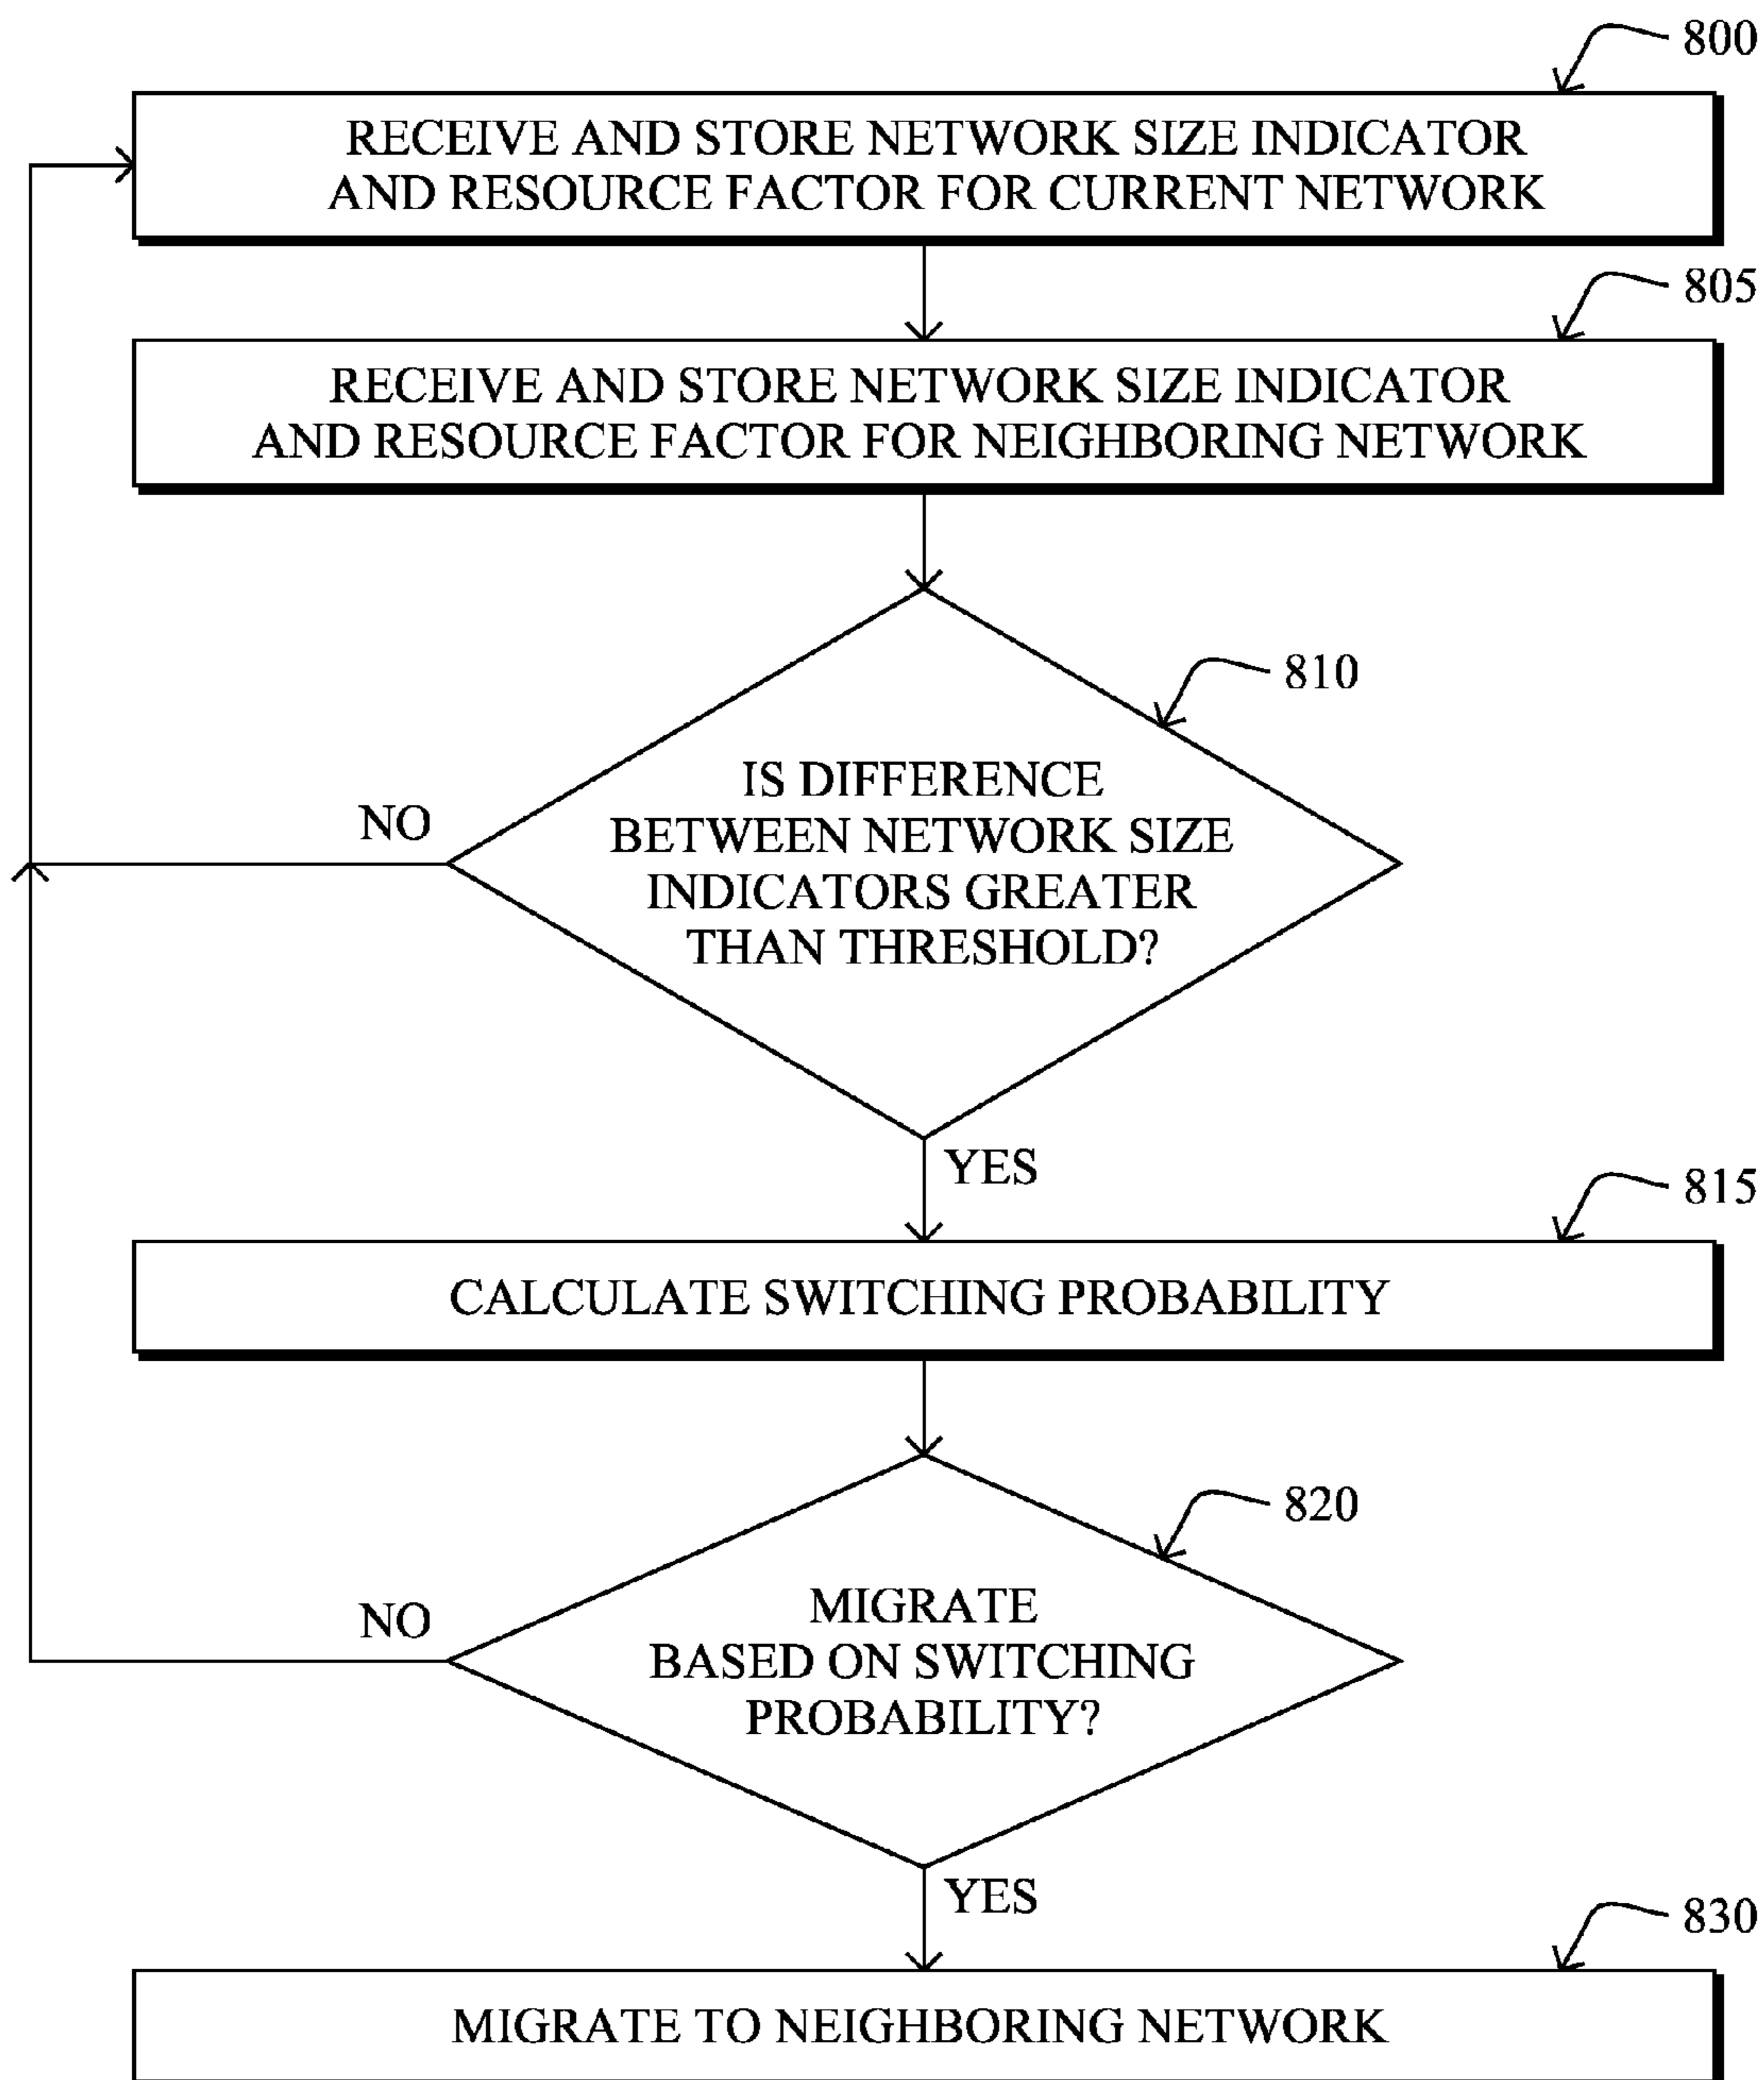 800
RECEIVE AND STORE NETWORK SIZE INDICATOR
AND RESOURCE FACTOR FOR CURRENT NETWORK
805
RECEIVE AND STORE NETWORK SIZE INDICATOR
AND RESOURCE FACTOR FOR NEIGHBORING NETWORK
810
IS DIFFERENCE
BETWEEN NETWORK SIZE
INDICATORS GREATER
THAN THRESHOLD?
NO
YES
815
CALCULATE SWITCHING PROBABILITY
820
MIGRATE
BASED ON SWITCHING
PROBABILITY?
NO
YES
830
MIGRATE TO NEIGHBORING NETWORK